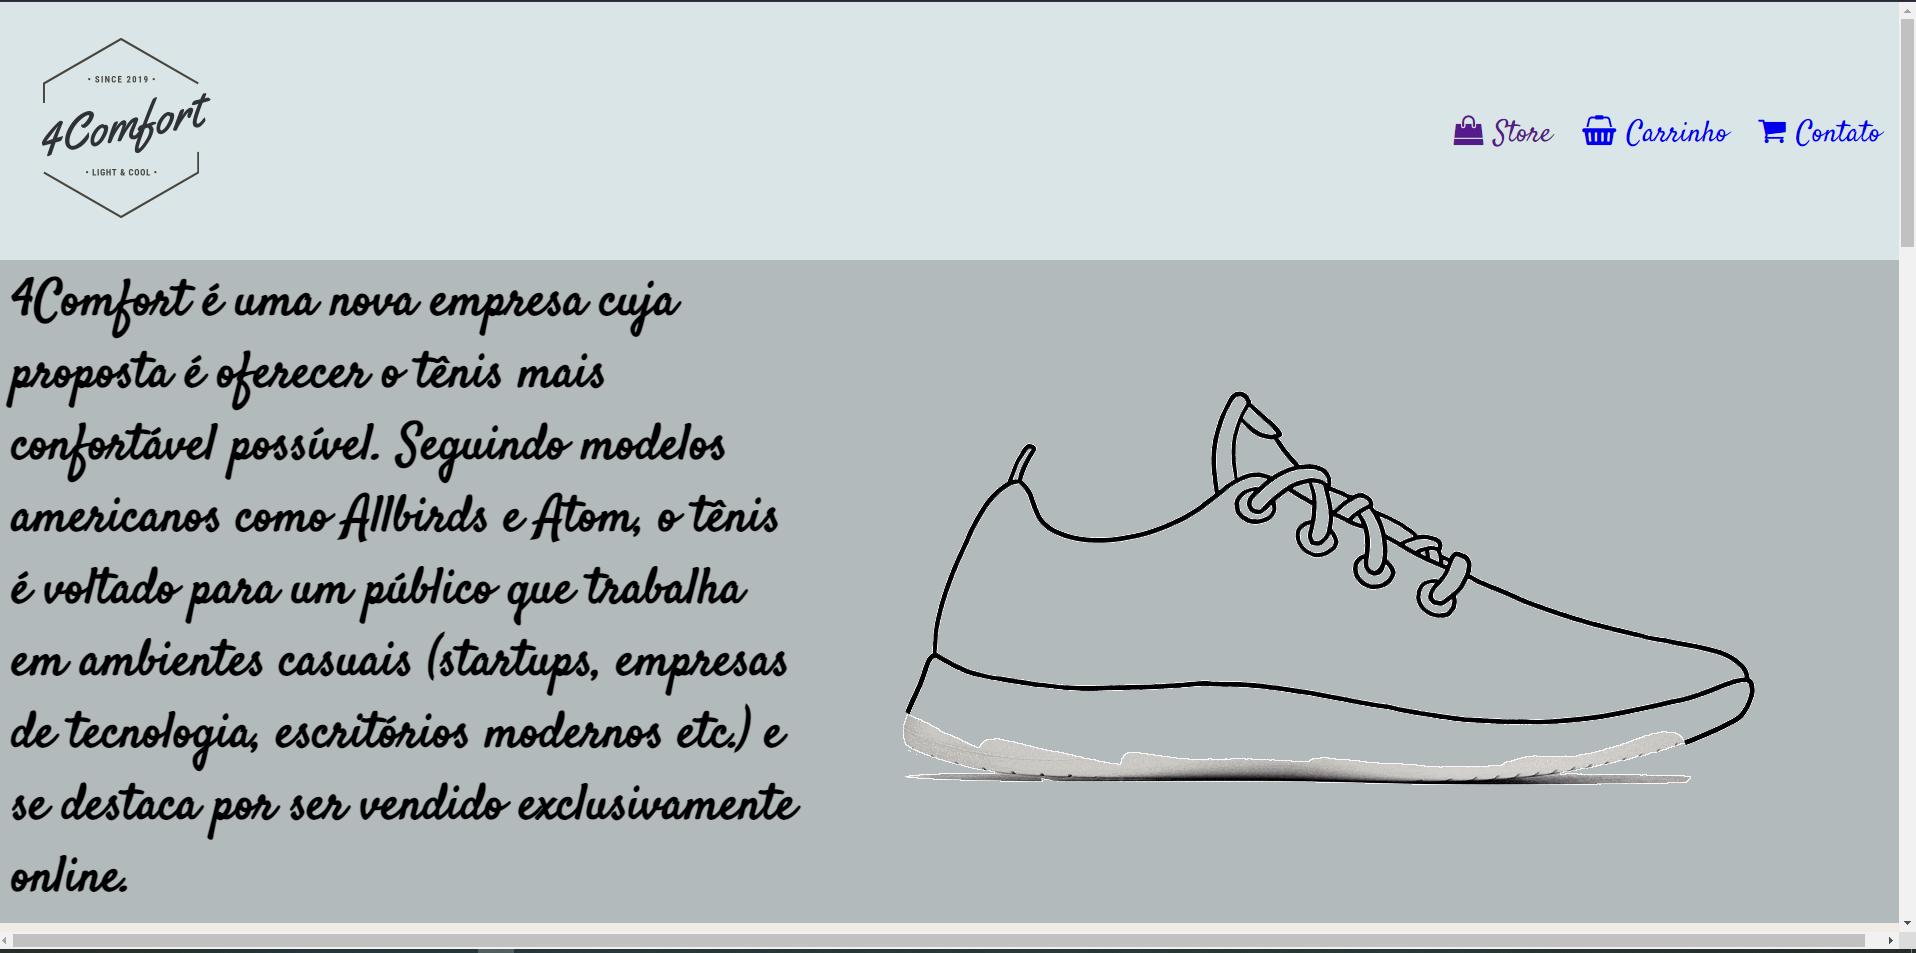 • SINCE 2019 •
4Comfort
• LIGHT & COOL •
Store Carrinho Contato
4Comfort é uma nova empresa cuja
proposta é oferecer o tênis mais
confortável possível. Seguindo modelos
americanos como Allbirds e Atom, o tênis
é voltado para um público que trabalha
em ambientes casuais (startups, empresas
de tecnologia, escritórios modernos etc.) e
se destaca por ser vendido exclusivamente
online.